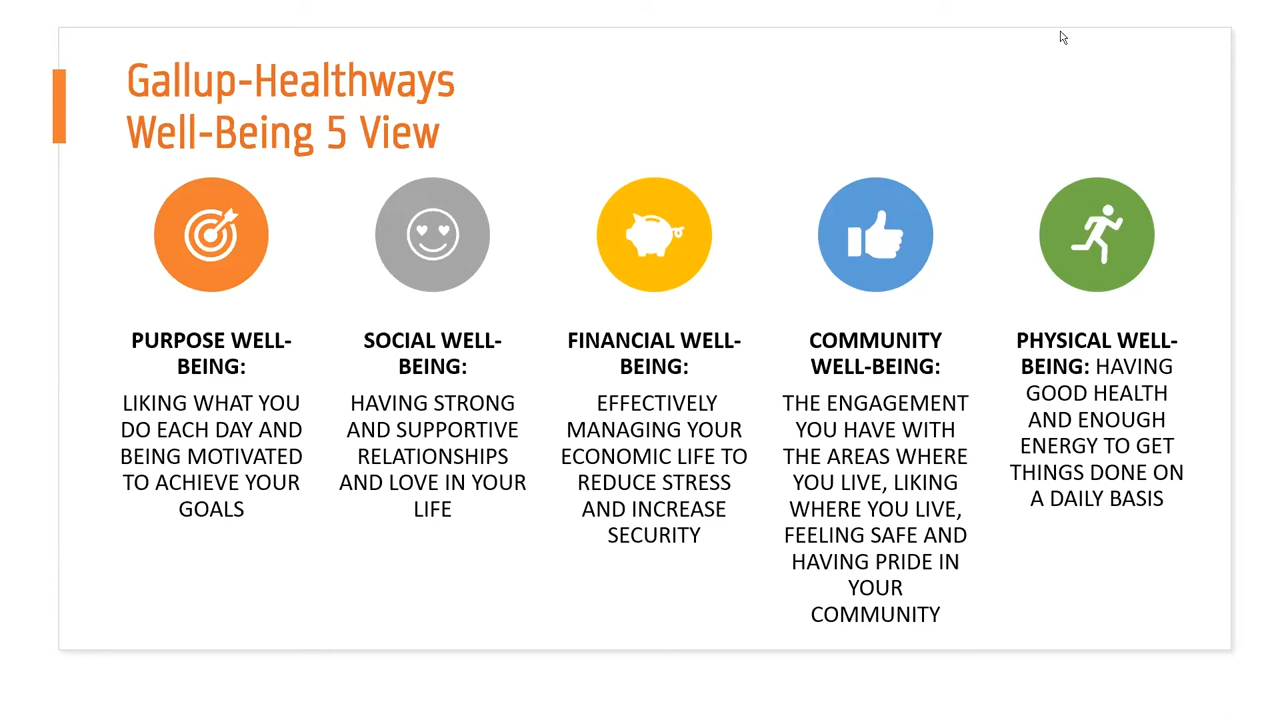 Gallup-Healthways
Well-Being 5 View
PURPOSE WELL-
BEING:
LIKING WHAT YOU
DO EACH DAY AND
BEING MOTIVATED
TO ACHIEVE YOUR
GOALS
SOCIAL WELL-
BEING:
HAVING STRONG
AND SUPPORTIVE
RELATIONSHIPS
AND LOVE IN YOUR
LIFE
FINANCIAL WELL-
BEING:
EFFECTIVELY
MANAGING YOUR
ECONOMIC LIFE TO
REDUCE STRESS
AND INCREASE
SECURITY
COMMUNITY
WELL-BEING:
THE ENGAGEMENT
YOU HAVE WITH
THE AREAS WHERE
YOU LIVE, LIKING
WHERE YOU LIVE,
FEELING SAFE AND
HAVING PRIDE IN
YOUR
COMMUNITY
PHYSICAL WELL-
BEING: HAVING
GOOD HEALTH
AND ENOUGH
ENERGY TO GET
THINGS DONE ON
A DAILY BASIS